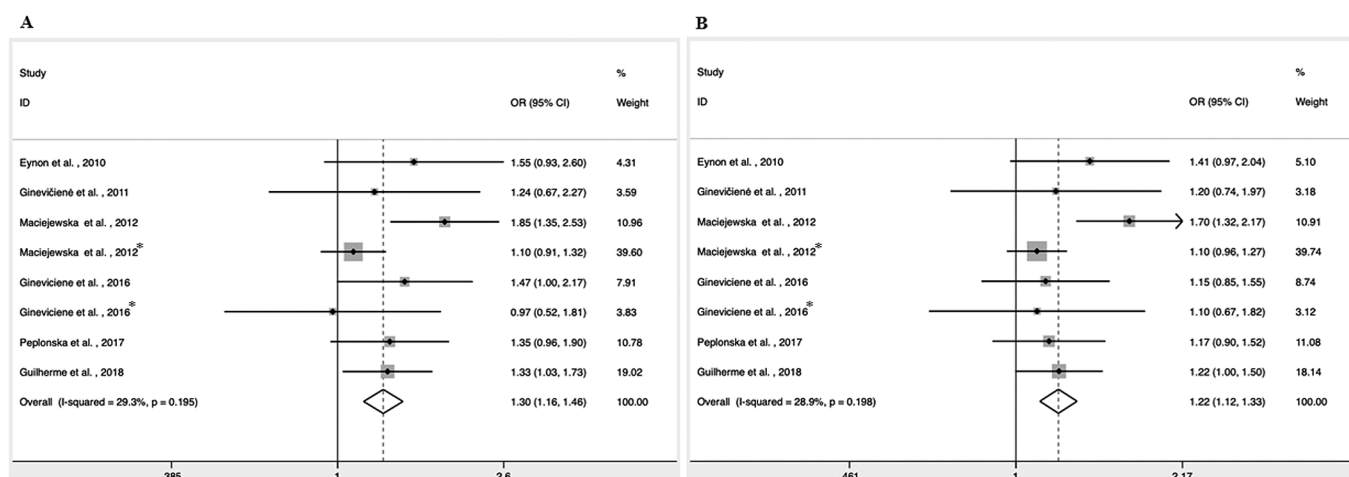 A
Study %
ID OR (95% CI) Weight
Eynon et al. , 2010 1.55 (0.93, 2.60) 4.31
Ginevičienė et al. , 2011 1.24 (0.67, 2.27) 3.59
Maciejewska et al. , 2012 1.85 (1.35, 2.53) 10.96
Maciejewska et al. , 2012* 1.10 (0.91, 1.32) 39.60
Gineviciene et al. , 2016 1.47 (1.00, 2.17) 7.91
Gineviciene et al. , 2016* 0.97 (0.52, 1.81) 3.83
Peplonska et al. , 2017 1.35 (0.96, 1.90) 10.78
Guilherme et al. , 2018 1.33 (1.03, 1.73) 19.02
Overall (I-squared = 29.3%, p = 0.195) 1.30 (1.16, 1.46) 100.00
.385 1 2.6
B
Study %
ID OR (95% CI) Weight
Eynon et al. , 2010 1.41 (0.97, 2.04) 5.10
Ginevičienė et al. , 2011 1.20 (0.74, 1.97) 3.18
Maciejewska et al. , 2012 1.70 (1.32, 2.17) 10.91
Maciejewska et al. , 2012* 1.10 (0.96, 1.27) 39.74
Gineviciene et al. , 2016 1.15 (0.85, 1.55) 8.74
Gineviciene et al. , 2016* 1.10 (0.67, 1.82) 3.12
Peplonska et al. , 2017 1.17 (0.90, 1.52) 11.08
Guilherme et al. , 2018 1.22 (1.00, 1.50) 18.14
Overall (I-squared = 28.9%, p = 0.198) 1.22 (1.12, 1.33) 100.00
.461 1 2.17